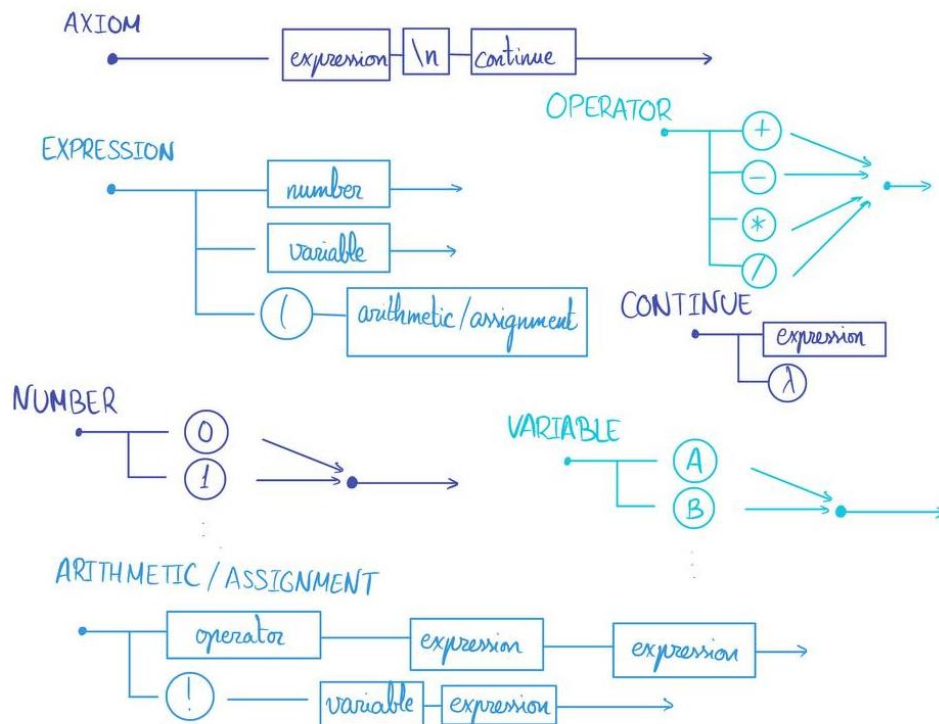 AXIOM
expression \n continue
OPERATOR
+
-
*
/
EXPRESSION
number
variable
( arithmetic/assignment
CONTINUE
expression
λ
NUMBER
0
1
VARIABLE
A
B
ARITHMETIC / ASSIGNMENT
operator expression expression
! variable expression